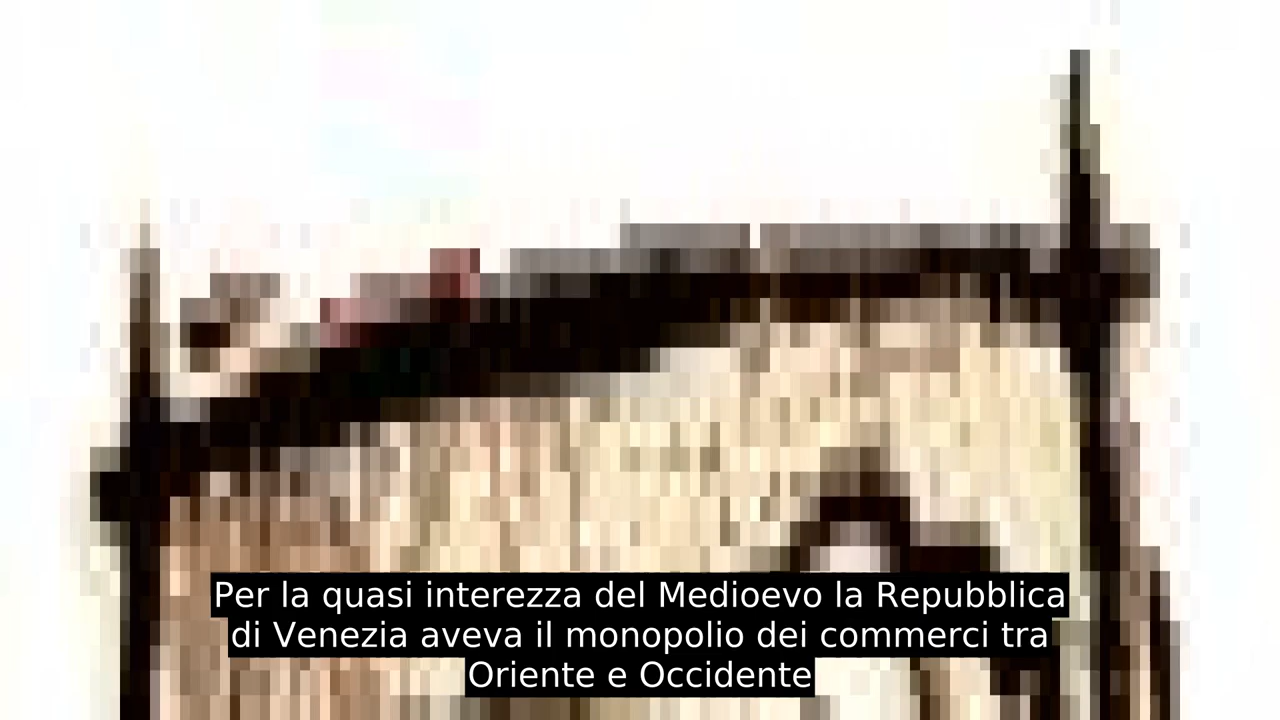 Per la quasi interezza del Medioevo la Repubblica
di Venezia aveva il monopolio dei commerci tra
Oriente e Occidente